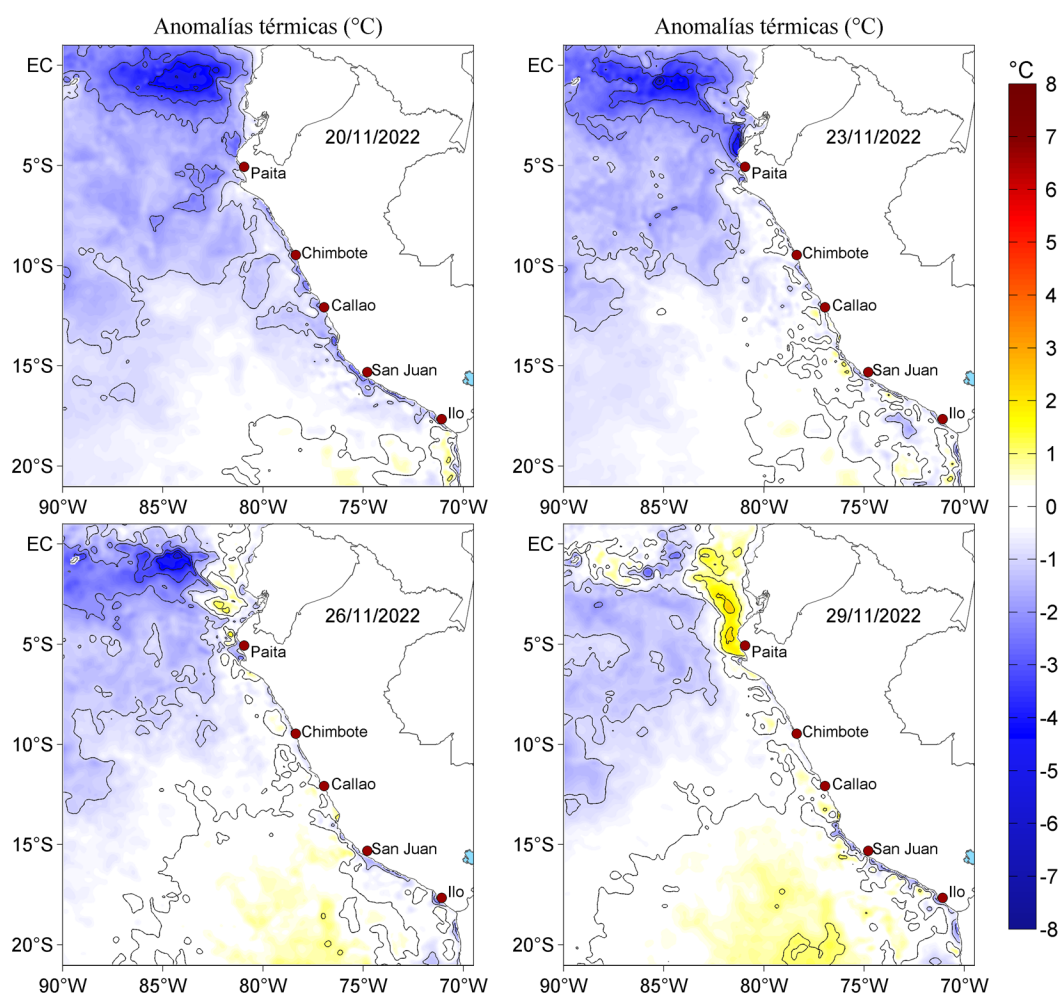 Anomalías térmicas (°C)
Anomalías térmicas (°C)
EC
5°S
10°S
15°S
20°S
20/11/2022
Paita
Chimbote
Callao
San Juan
Ilo
90°W
85°W
80°W
75°W
70°W
EC
5°S
10°S
15°S
20°S
23/11/2022
Paita
Chimbote
Callao
San Juan
Ilo
90°W
85°W
80°W
75°W
70°W
EC
5°S
10°S
15°S
20°S
26/11/2022
Paita
Chimbote
Callao
San Juan
Ilo
90°W
85°W
80°W
75°W
70°W
EC
5°S
10°S
15°S
20°S
29/11/2022
Paita
Chimbote
Callao
San Juan
Ilo
90°W
85°W
80°W
75°W
70°W
°C
8
7
6
5
4
3
2
1
0
-1
-2
-3
-4
-5
-6
-7
-8